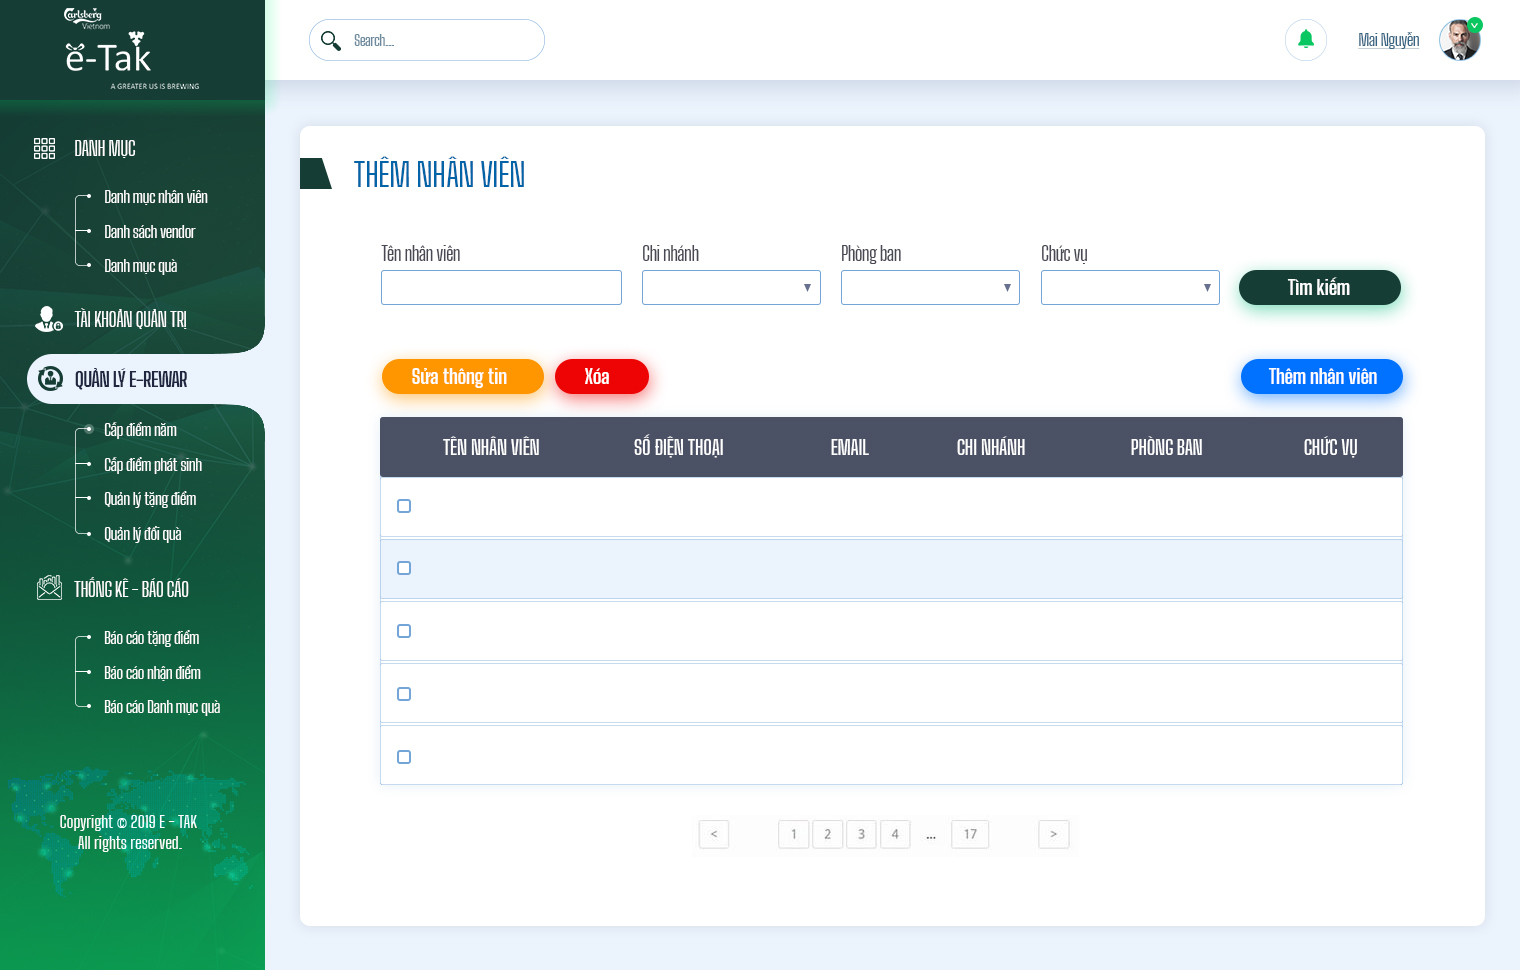 Carlsberg
Vietnam
ë-Tak
A GREATER US IS BREWING
Search....
Mai Nguyễn
DANH MỤC
Danh mục nhân viên
Danh sách vendor
Danh mục quà
TÀI KHOẢN QUẢN TRỊ
QUẢN LÝ E-REWAR
Cấp điểm năm
Cấp điểm phát sinh
Quản lý tặng điểm
Quản lý đổi quà
THỐNG KÊ - BÁO CÁO
Báo cáo tặng điểm
Báo cáo nhận điểm
Báo cáo Danh mục quà
Copyright © 2019 E - TAK
All rights reserved.
THÊM NHÂN VIÊN
Tên nhân viên Chi nhánh Phòng ban Chức vụ
Tìm kiếm
Sửa thông tin Xóa Thêm nhân viên
TÊN NHÂN VIÊN SỐ ĐIỆN THOẠI EMAIL CHI NHÁNH PHÒNG BAN CHỨC VỤ
< 1 2 3 4 ... 17 >